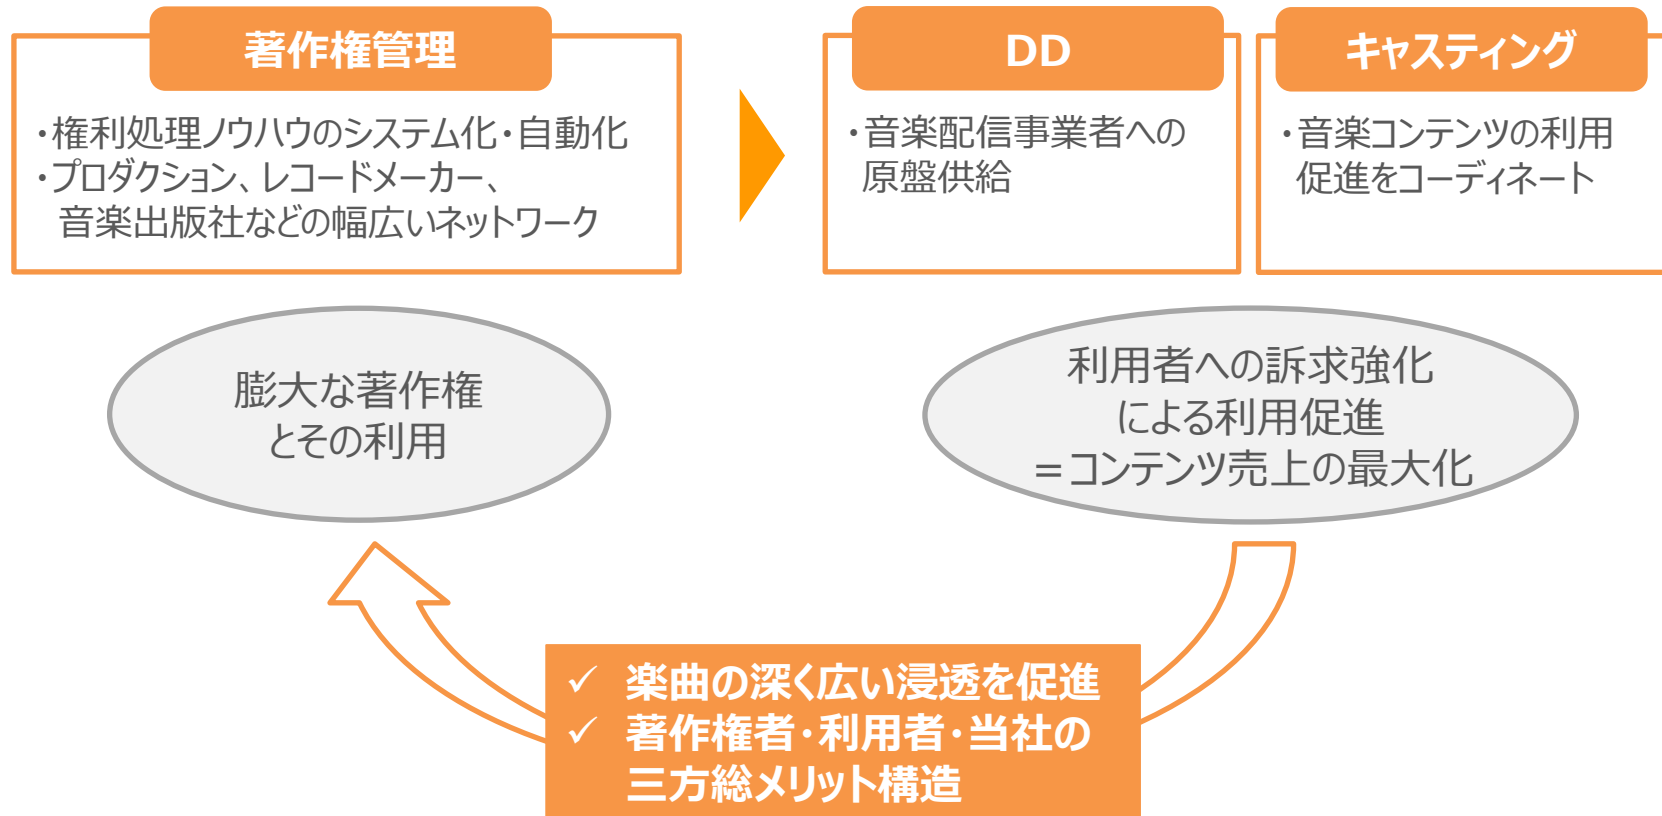 著作権管理
・権利処理ノウハウのシステム化・自動化
・プロダクション、レコードメーカー、
音楽出版社などの幅広いネットワーク
DD
・音楽配信事業者への
原盤供給
キャスティング
・音楽コンテンツの利用
促進をコーディネート
膨大な著作権
とその利用
利用者への訴求強化
による利用促進
＝コンテンツ売上の最大化
✓ 楽曲の深く広い浸透を促進
✓ 著作権者・利用者・当社の
三方総メリット構造